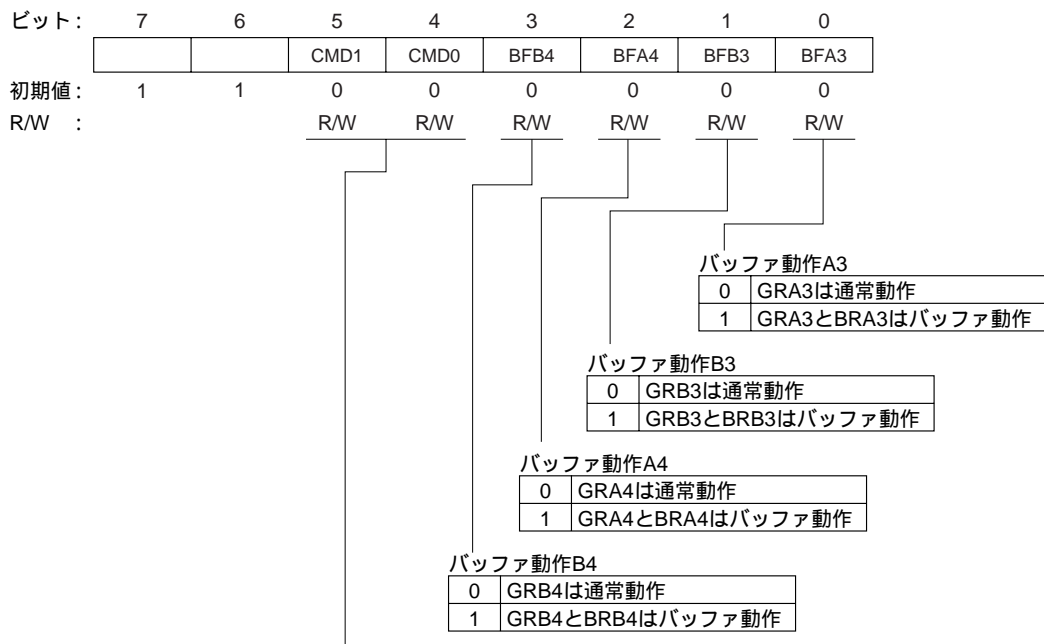 ビット: 7 6 5 4 3 2 1 0
CMD1 CMD0 BFB4 BFA4 BFB3 BFA3
初期値: 1 1 0 0 0 0 0 0
R/W : R/W R/W R/W R/W R/W R/W
バッファ動作A3
0 GRA3は通常動作
1 GRA3とBRA3はバッファ動作
バッファ動作B3
0 GRB3は通常動作
1 GRB3とBRB3はバッファ動作
バッファ動作A4
0 GRA4は通常動作
1 GRA4とBRA4はバッファ動作
バッファ動作B4
0 GRB4は通常動作
1 GRB4とBRB4はバッファ動作